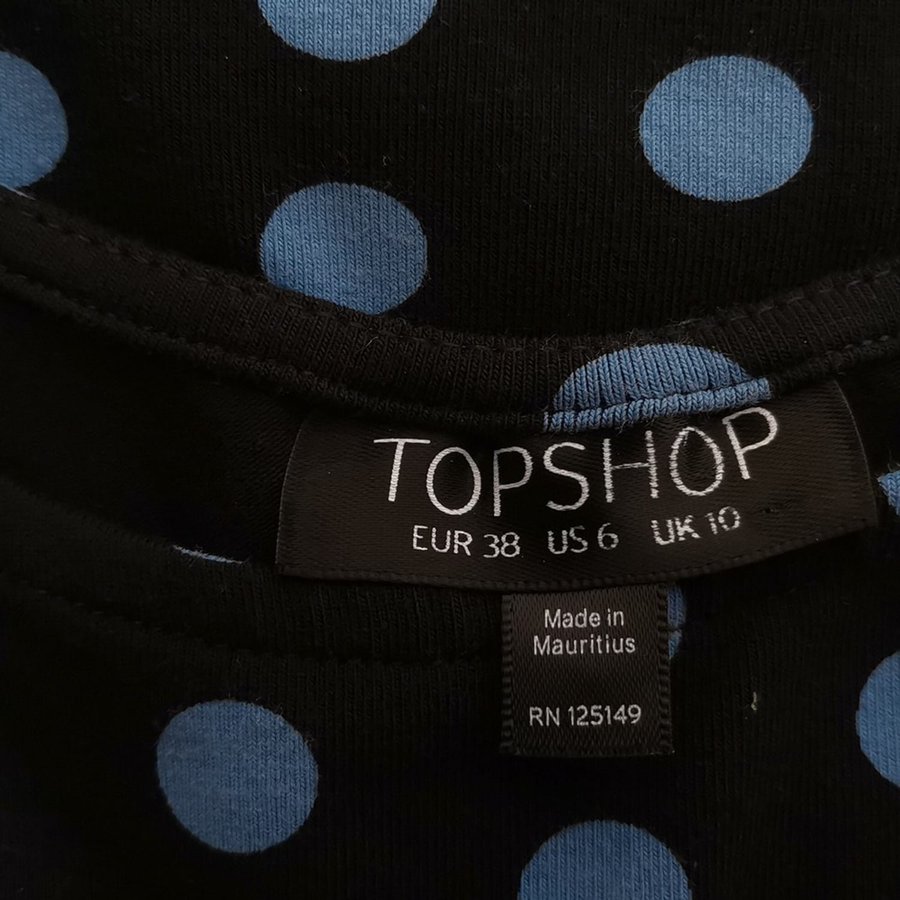 TOPSHOP
EUR 38 US 6 UK 10
Made in
Mauritius
RN 125149